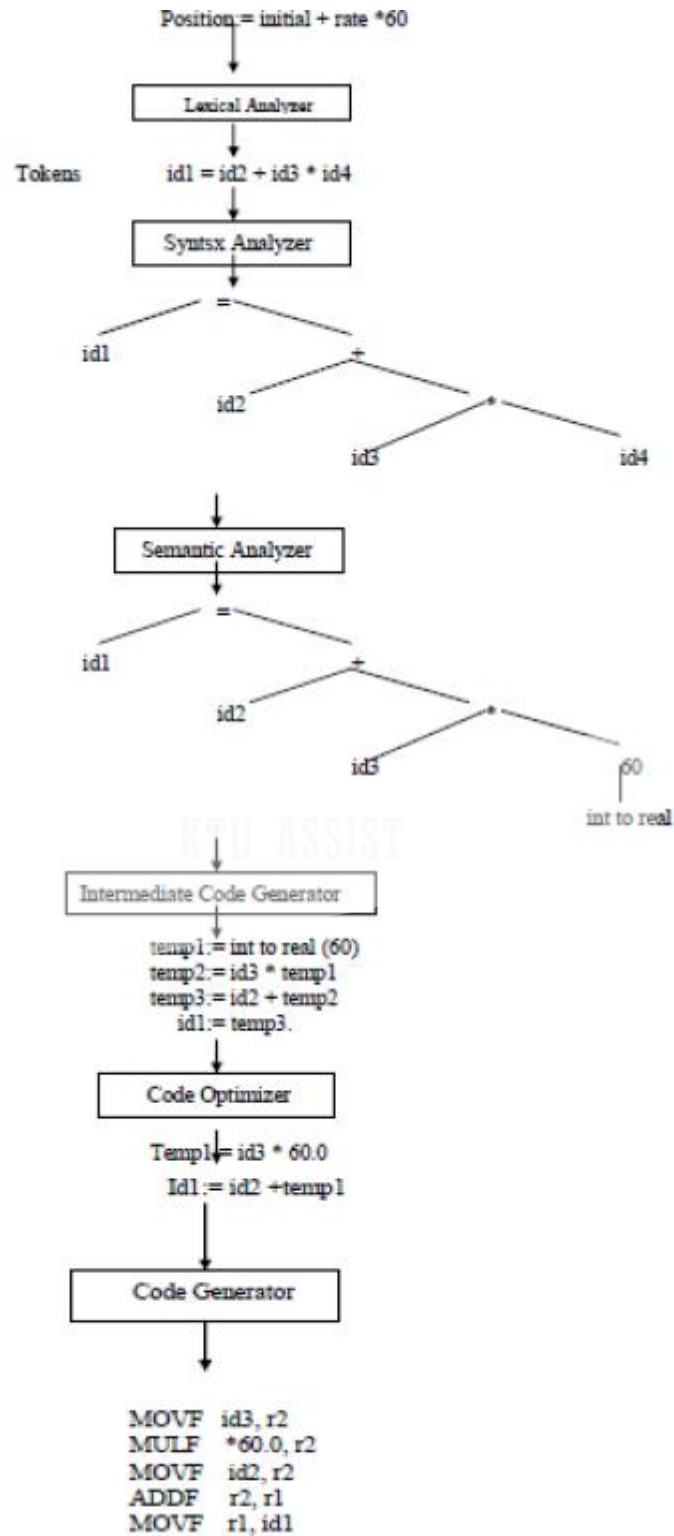 Position:= initial + rate *60
Lexical Analyzer
Tokens id1 = id2 + id3 * id4
Syntsx Analyzer
=
id1
+
id2
*
id3 id4
Semantic Analyzer
=
id1
+
id2
*
id3 60
int to real
KTU ASSIST
Intermediate Code Generator
temp1:= int to real (60)
temp2:= id3 * temp1
temp3:= id2 + temp2
id1:= temp3.
Code Optimizer
Temp1:= id3 * 60.0
Id1:= id2 +temp1
Code Generator
MOVF id3, r2
MULF *60.0, r2
MOVF id2, r2
ADDF r2, r1
MOVF r1, id1